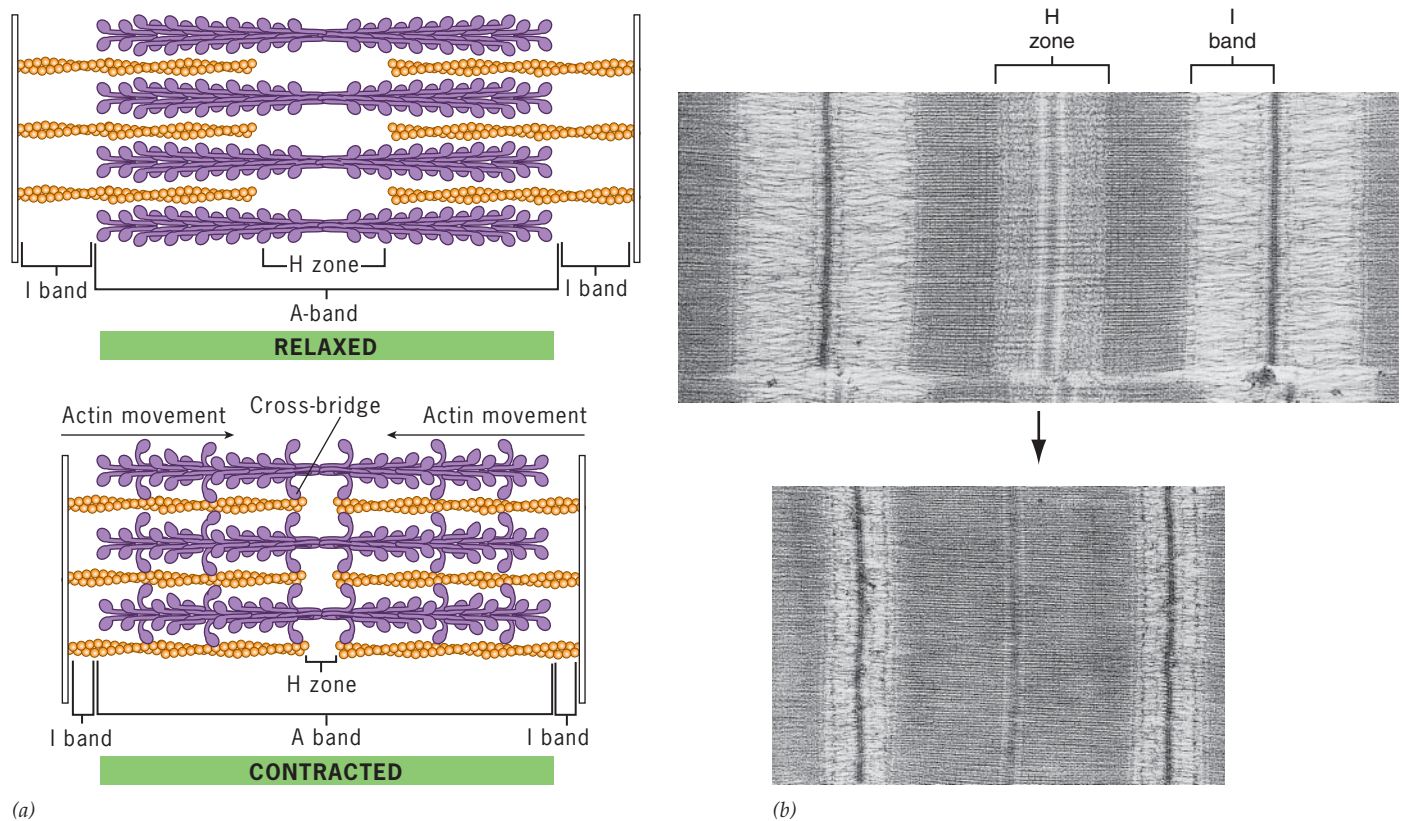 H zone
I band
I band
A-band
RELAXED
Actin movement
Cross-bridge
Actin movement
H zone
I band
A band
I band
CONTRACTED
(a)
H
zone
I
band
(b)